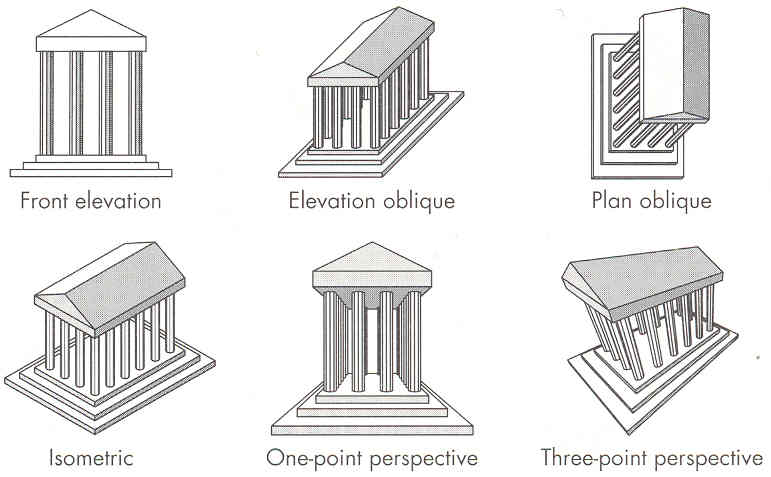 Front elevation
Elevation oblique
Plan oblique
Isometric
One-point perspective
Three-point perspective